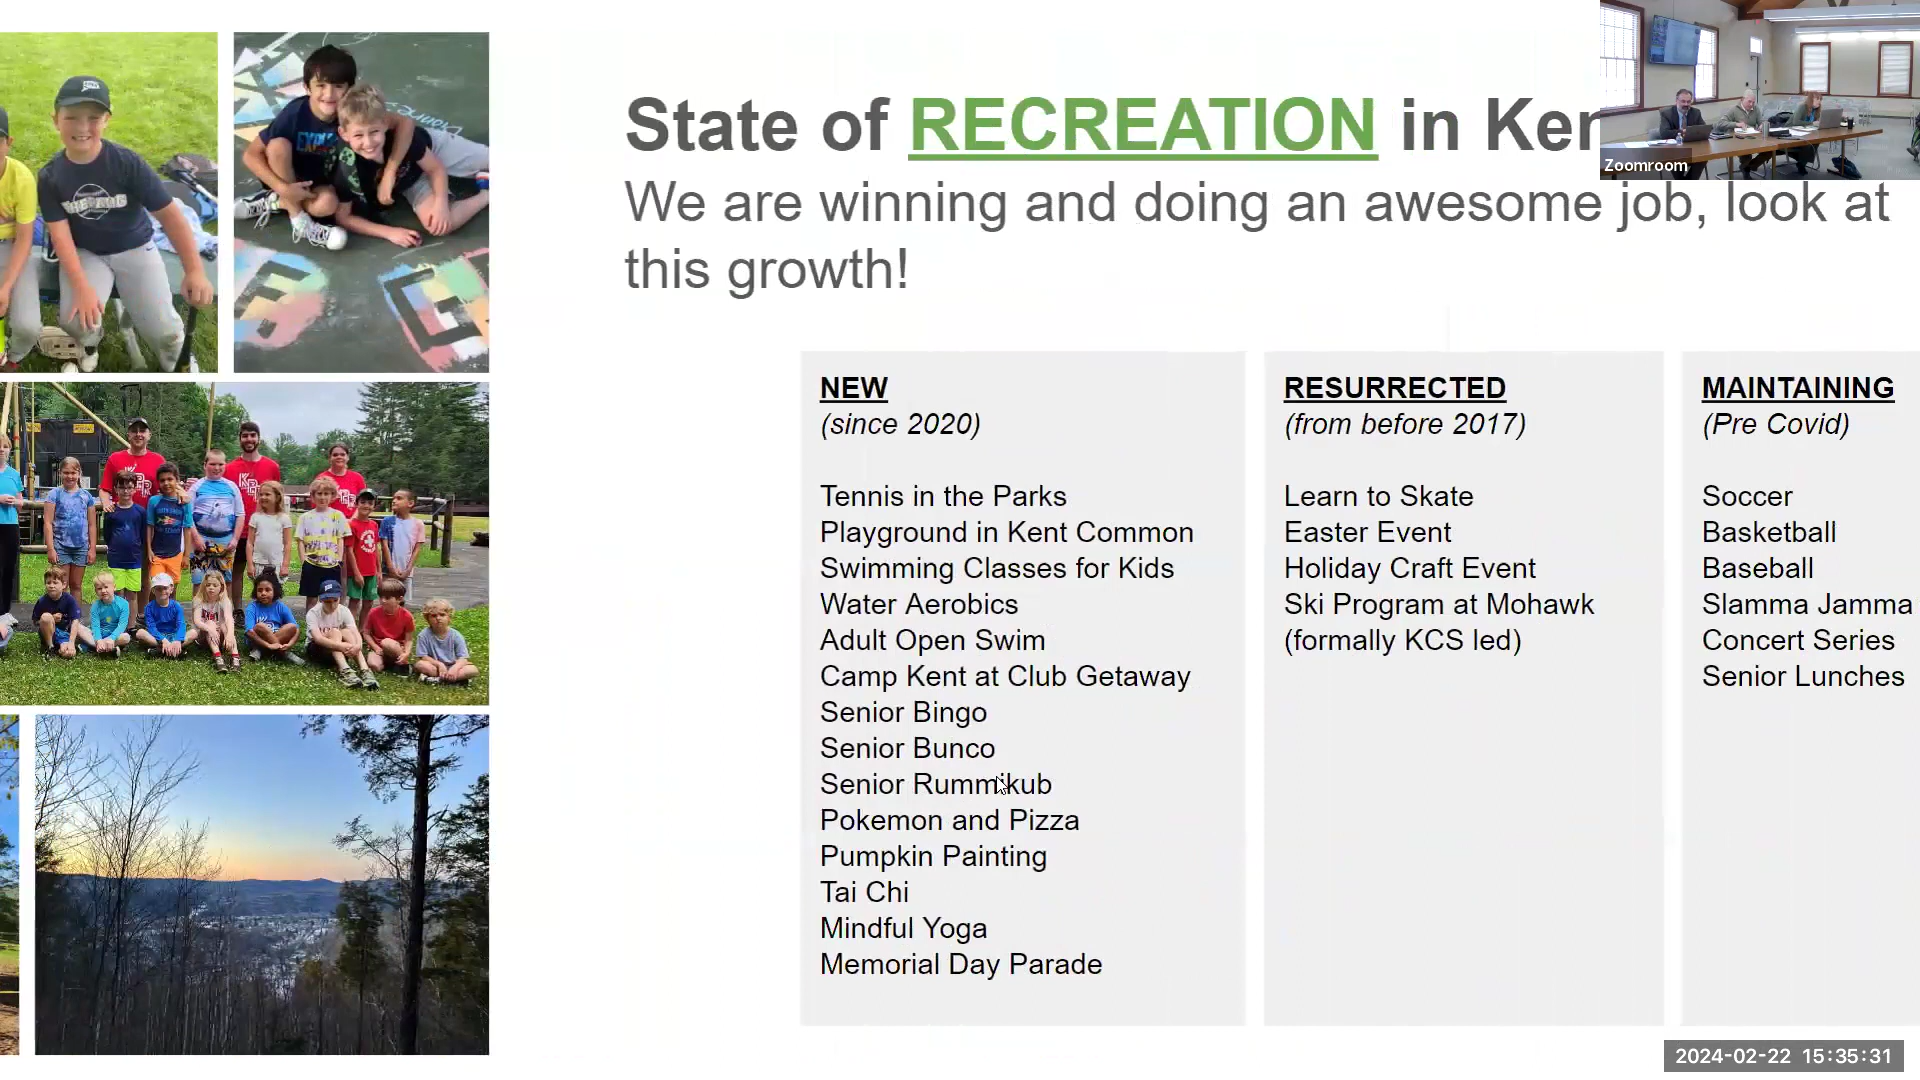 State of RECREATION in Ken
Zoomroom
We are winning and doing an awesome job, look at
this growth!
NEW
(since 2020)
Tennis in the Parks
Playground in Kent Common
Swimming Classes for Kids
Water Aerobics
Adult Open Swim
Camp Kent at Club Getaway
Senior Bingo
Senior Bunco
Senior Rummikub
Pokemon and Pizza
Pumpkin Painting
Tai Chi
Mindful Yoga
Memorial Day Parade
RESURRECTED
(from before 2017)
Learn to Skate
Easter Event
Holiday Craft Event
Ski Program at Mohawk
(formally KCS led)
MAINTAINING
(Pre Covid)
Soccer
Basketball
Baseball
Slamma Jamma
Concert Series
Senior Lunches
2024-02-22 15:35:31